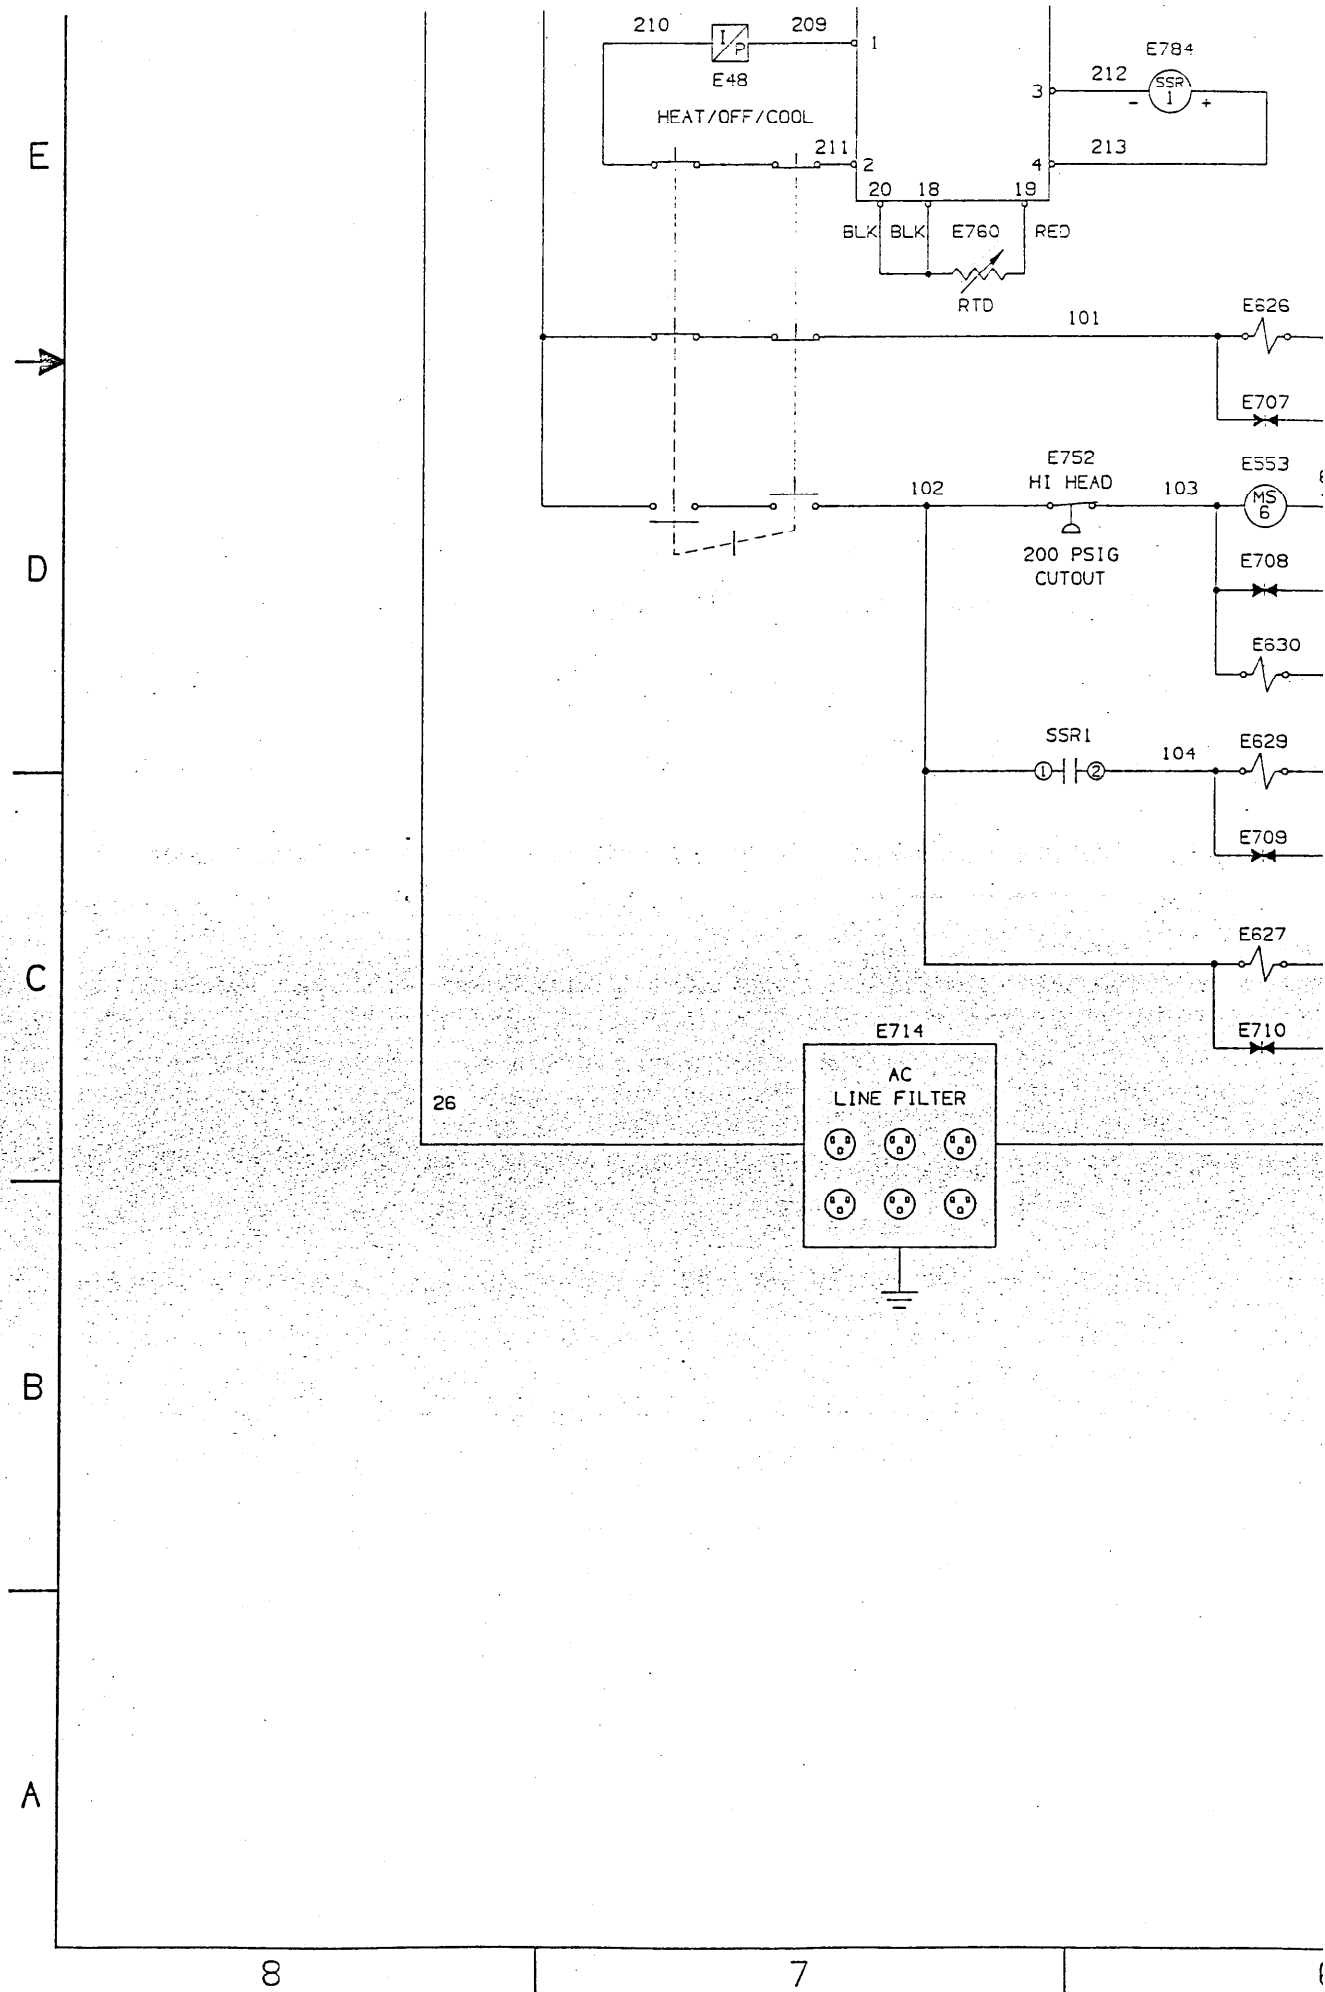 210
209
I/P
1
E48
HEAT/OFF/COOL
211
2
E784
212
3
SSR
1
-
+
4
213
E
20
18
19
BLK
BLK
E760
RED
RTD
101
E626
E707
E752
HI HEAD
102
103
E553
MS
6
200 PSIG
CUTOUT
E708
D
E630
SSR1
104
1
2
E629
E709
E627
C
E714
E710
AC
LINE FILTER
26
B
A
8
7